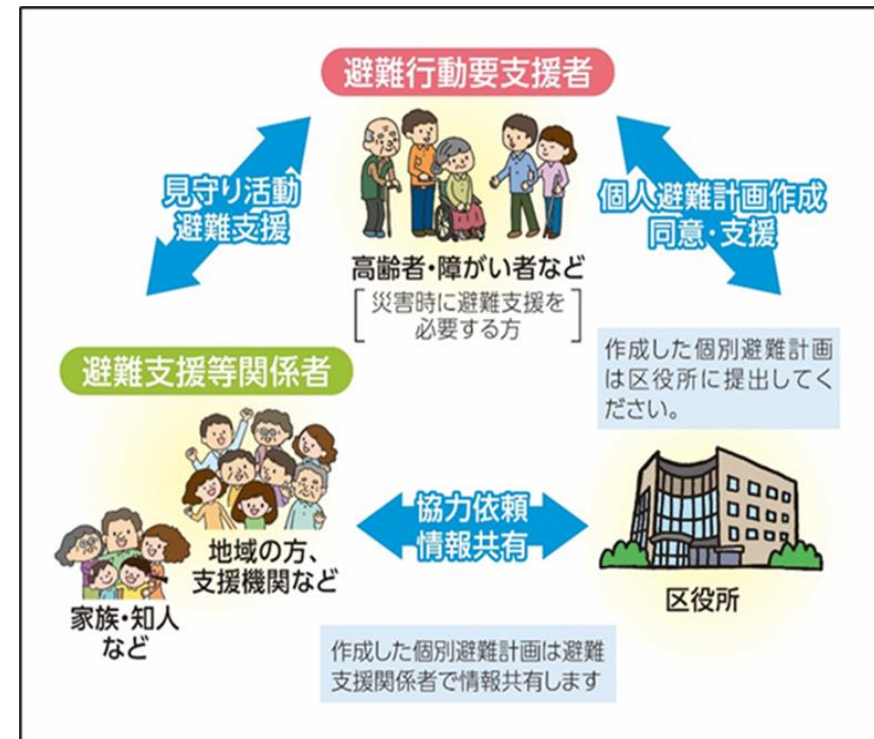 避難行動要支援者
見守り活動
避難支援
個人避難計画作成
同意・支援
高齢者・障がい者など
災害時に避難支援を
必要する方
作成した個別避難計画
は区役所に提出してく
ださい。
避難支援等関係者
協力依頼
情報共有
地域の方、
支援機関など
家族・知人
など
区役所
作成した個別避難計画は避難
支援関係者で情報共有します